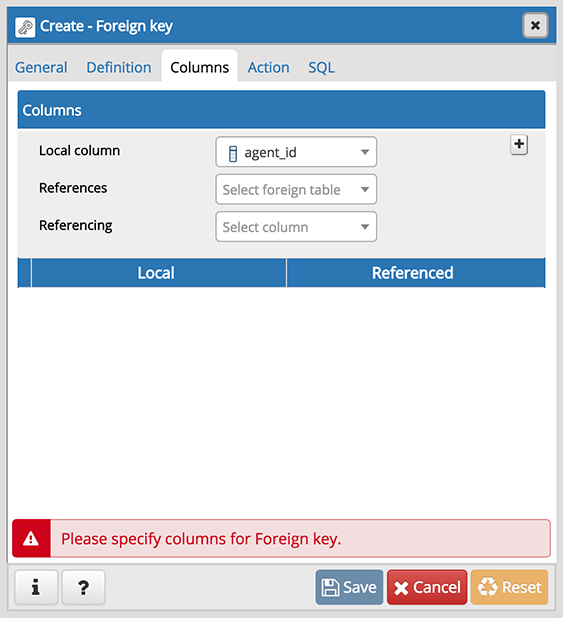 Create - Foreign key
General Definition Columns Action SQL
Columns
Local column agent_id
References Select foreign table
Referencing Select column
Local Referenced
Please specify columns for Foreign key.
i ? Save Cancel Reset